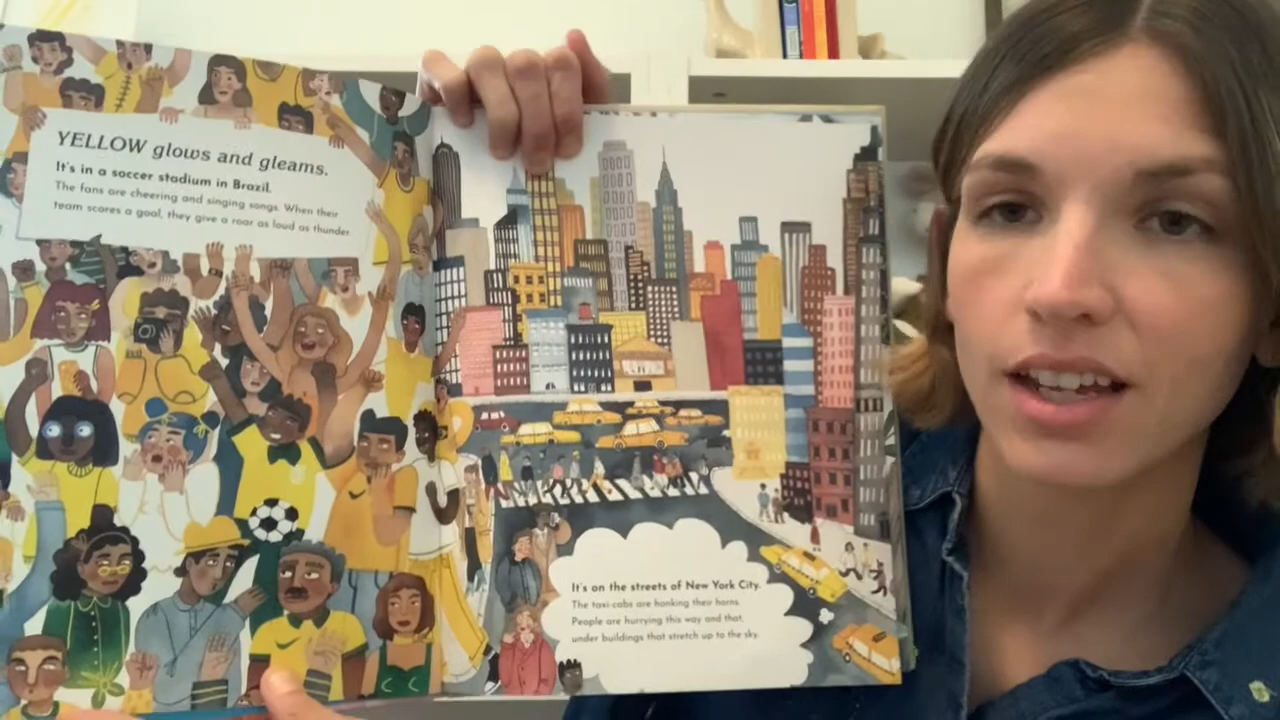 YELLOW glows and gleams.
It's in a soccer stadium in Brazil.
The fans are cheering and singing songs. When their
team scores a goal, they give a roar as loud as thunder.
It's on the streets of New York City.
The taxi-cabs are honking their horns.
People are hurrying this way and that,
under buildings that stretch up to the sky.